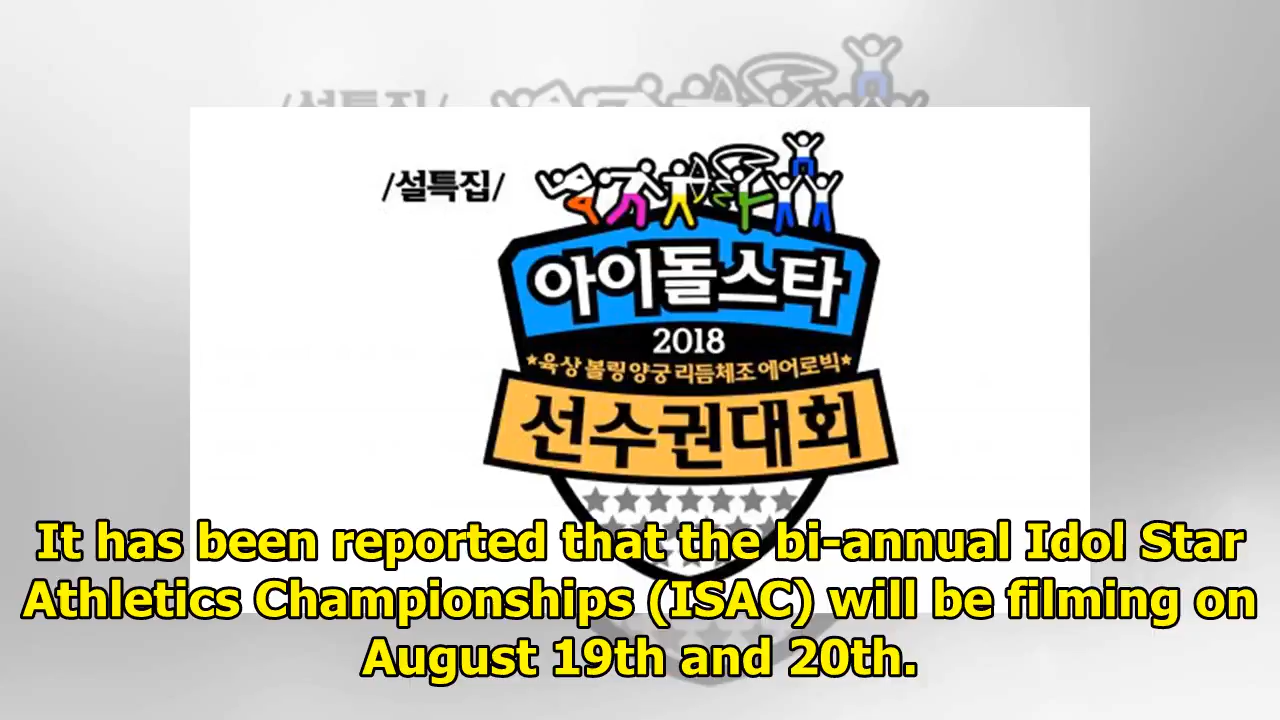 /설특집/
아이돌스타
2018
★육상 볼링 양궁 리듬체조 에어로빅★
선수권대회
It has been reported that the bi-annual Idol Star
Athletics Championships (ISAC) will be filming on
August 19th and 20th.